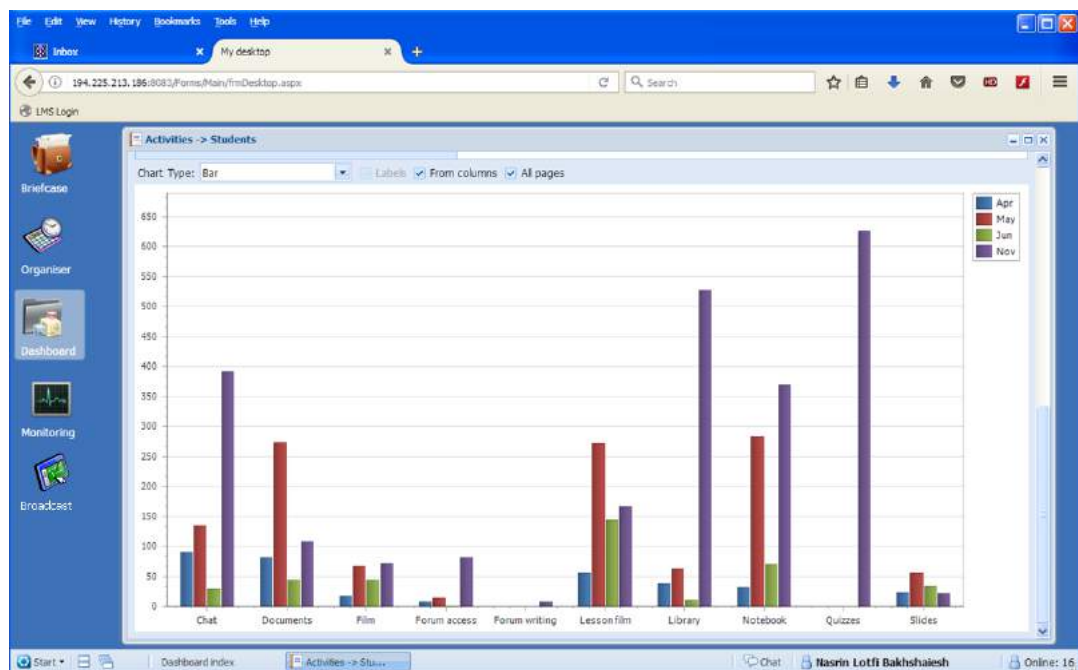 File Edit View History Bookmarks Tools Help
Inbox × My desktop × +
194.225.213.186:8083/Forms/Main/frmDesktop.aspx Search
LMS Login
Activities -> Students
Briefcase
Organiser
Dashboard
Monitoring
Broadcast
Chart Type: Bar Labels From columns All pages
650
600
550
500
450
400
350
300
250
200
150
100
50
0
Apr
May
Jun
Nov
Chat Documents Film Forum access Forum writing Lesson film Library Notebook Quizzes Slides
Start Dashboard index Activities -> Stu... Chat Nasrin Lotfi Bakhshaiesh Online: 16